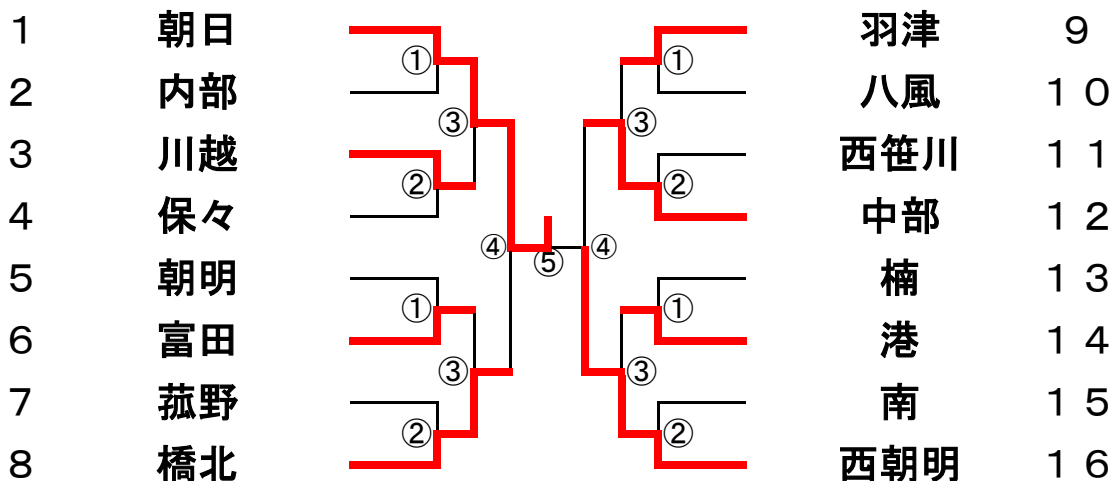 1 朝日 ① ① 羽津 9
2 内部 八風 10
③ ③
3 川越 西笹川 11
② ②
4 保々 中部 12
④ ⑤ ④
5 朝明 楠 13
① ①
6 富田 港 14
③ ③
7 菰野 南 15
② ②
8 橋北 西朝明 16